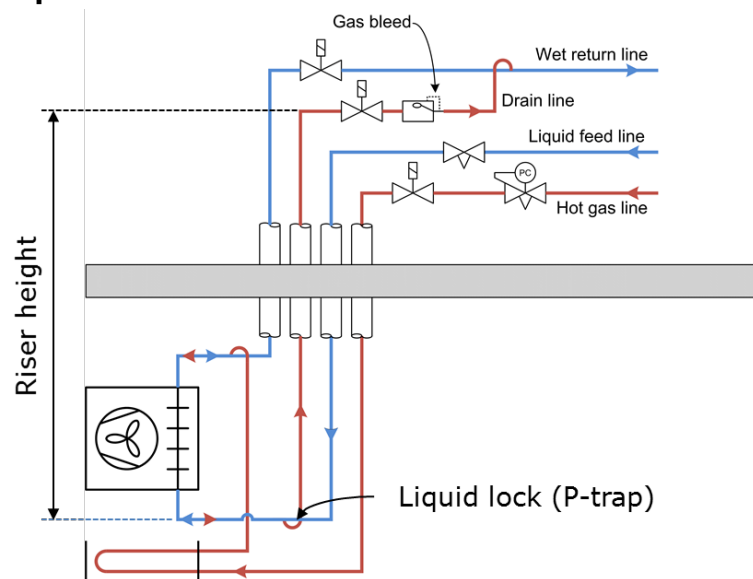 Gas bleed
Wet return line
Drain line
Liquid feed line
PC
Hot gas line
Riser height
Liquid lock (P-trap)